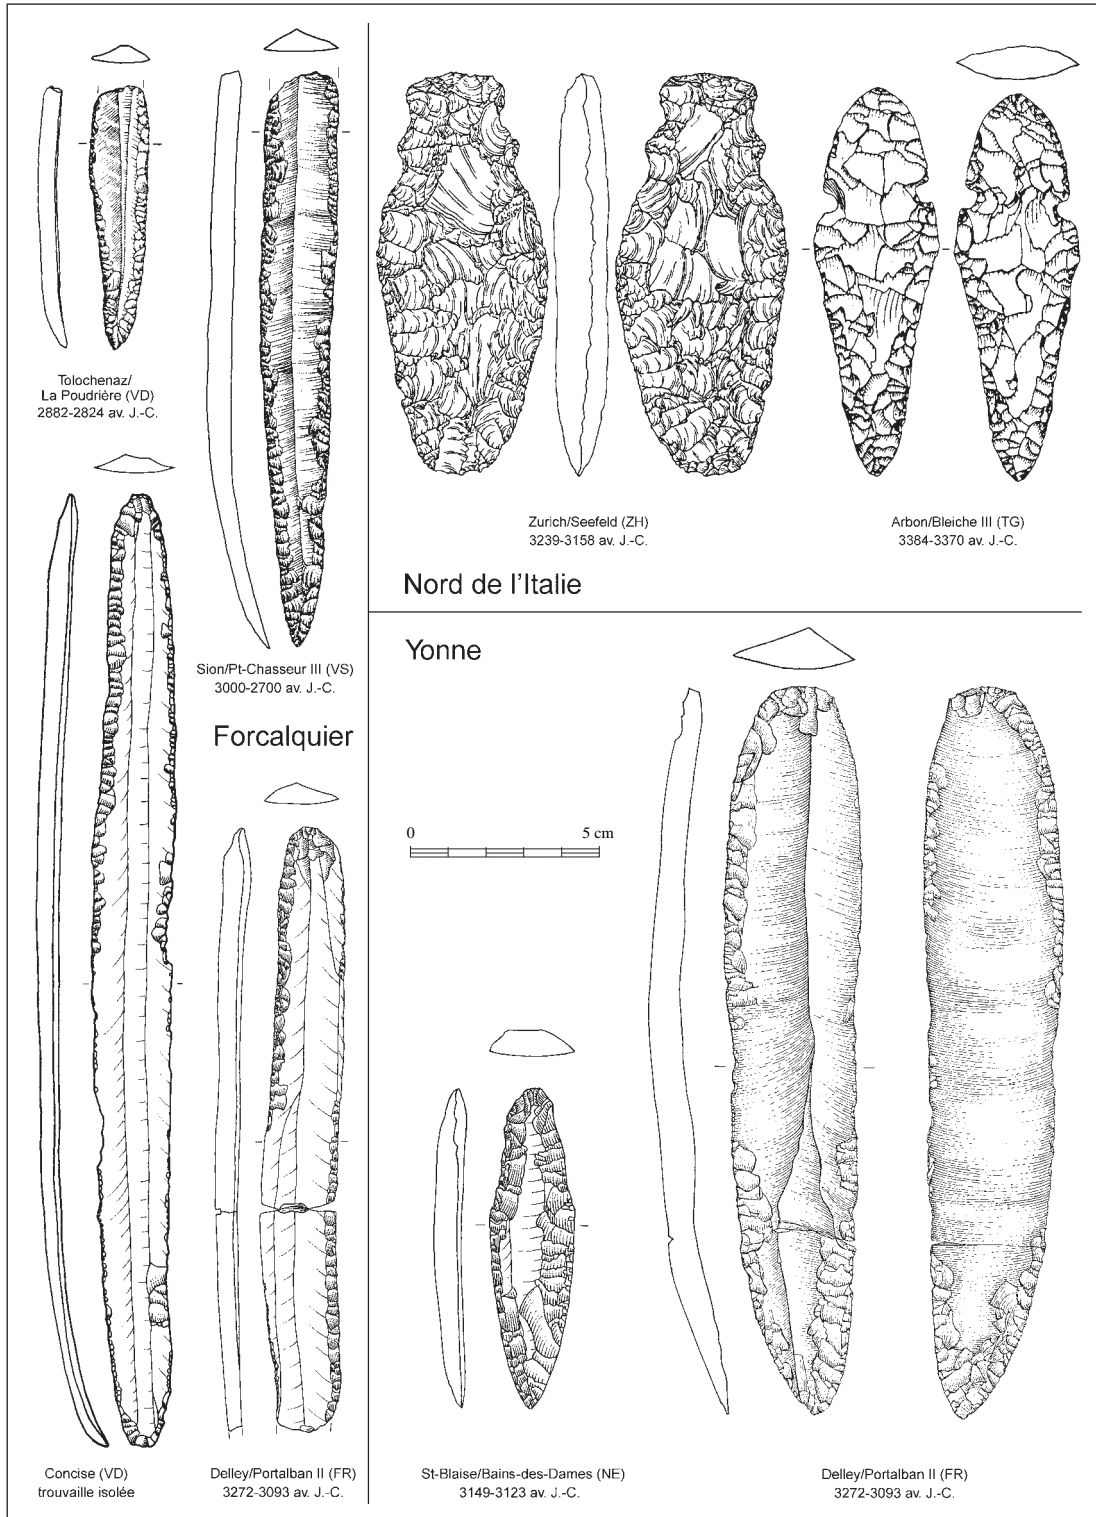 Tolochenaz/
La Poudrière (VD)
2882-2824 av. J.-C.
Sion/Pt-Chasseur III (VS)
3000-2700 av. J.-C.
Forcalquier
Concise (VD)
trouvaille isolée
Delley/Portalban II (FR)
3272-3093 av. J.-C.
Zurich/Seefeld (ZH)
3239-3158 av. J.-C.
Arbon/Bleiche III (TG)
3384-3370 av. J.-C.
Nord de l'Italie
Yonne
0 5 cm
St-Blaise/Bains-des-Dames (NE)
3149-3123 av. J.-C.
Delley/Portalban II (FR)
3272-3093 av. J.-C.